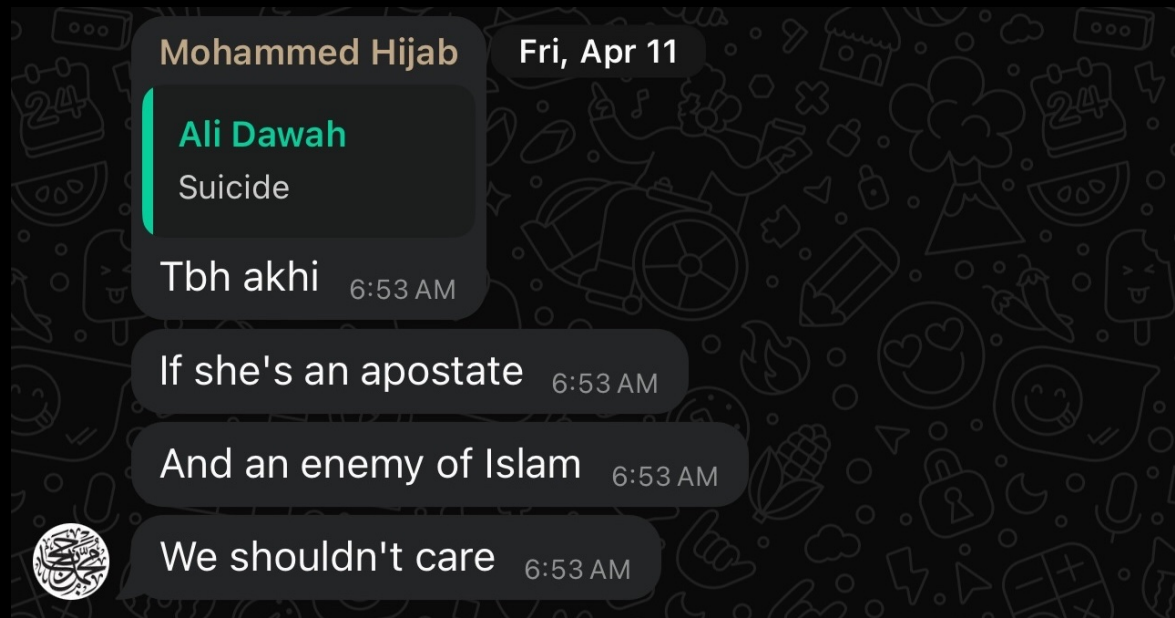 Mohammed Hijab
Fri, Apr 11
Ali Dawah
Suicide
Tbh akhi 6:53 AM
If she's an apostate 6:53 AM
And an enemy of Islam 6:53 AM
We shouldn't care 6:53 AM